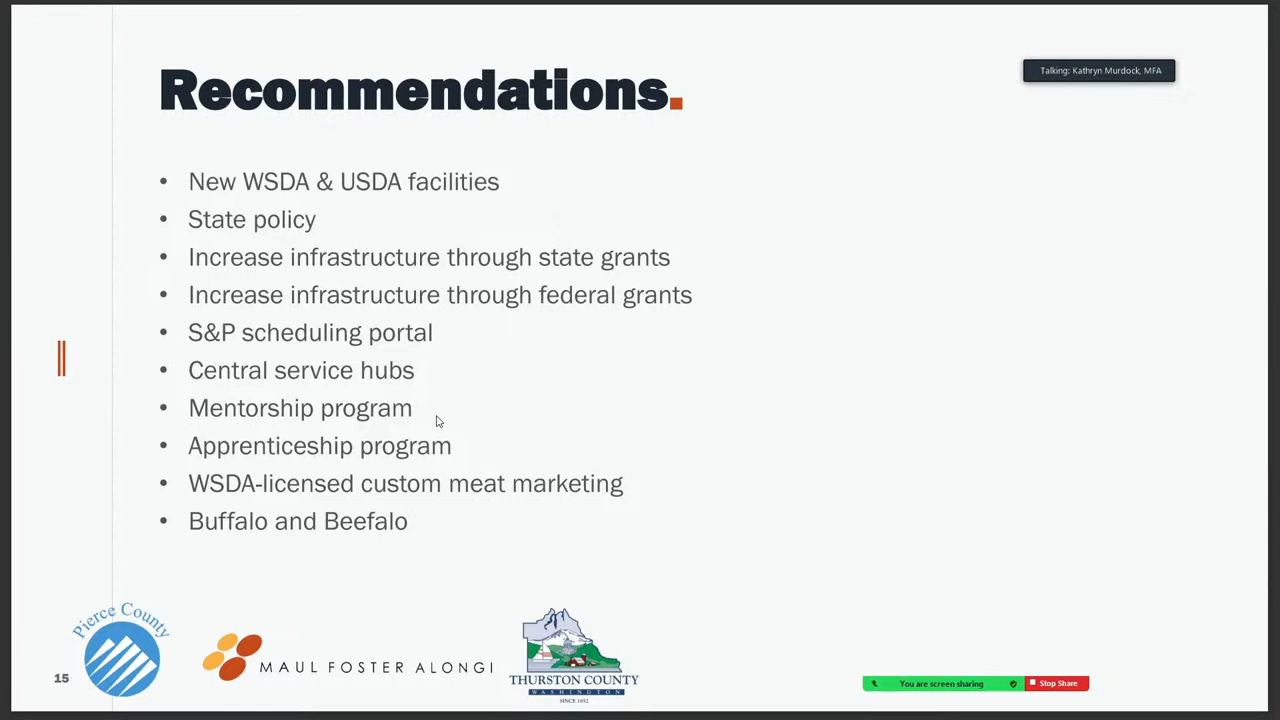 Recommendations.
Talking: Kathryn Murdock, MFA
• New WSDA & USDA facilities
• State policy
• Increase infrastructure through state grants
• Increase infrastructure through federal grants
• S&P scheduling portal
• Central service hubs
• Mentorship program
• Apprenticeship program
• WSDA-licensed custom meat marketing
• Buffalo and Beefalo
15
Pierce County
MAUL FOSTER ALONGI
THURSTON COUNTY
WASHINGTON
SINCE 1852
You are screen sharing
Stop Share